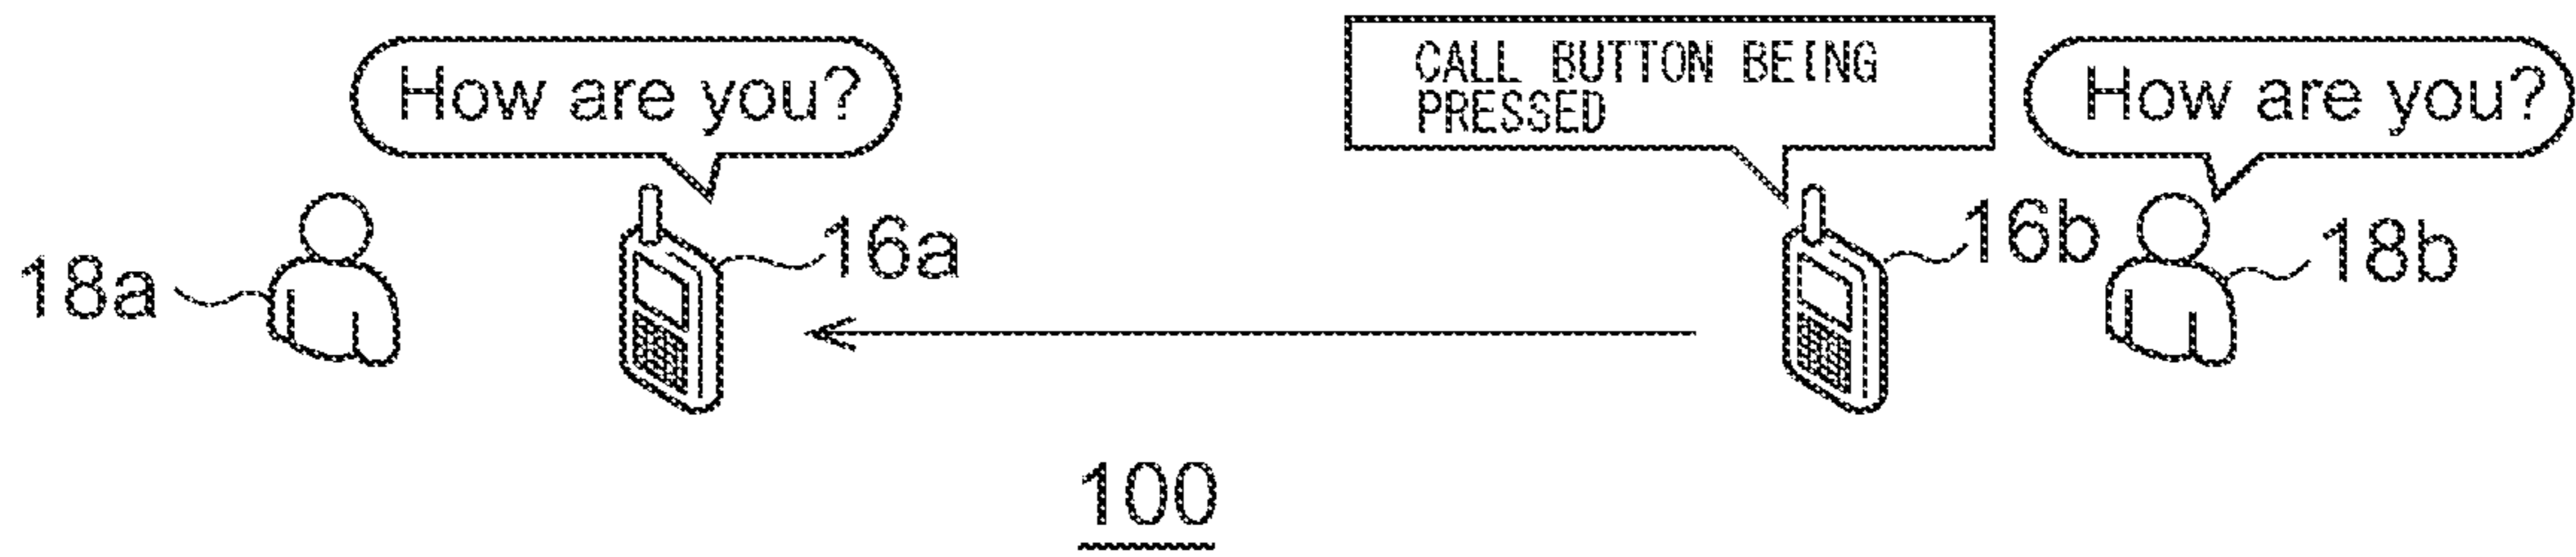 How are you?
CALL BUTTON BEING
PRESSED
How are you?
18a
16a
16b
18b
100